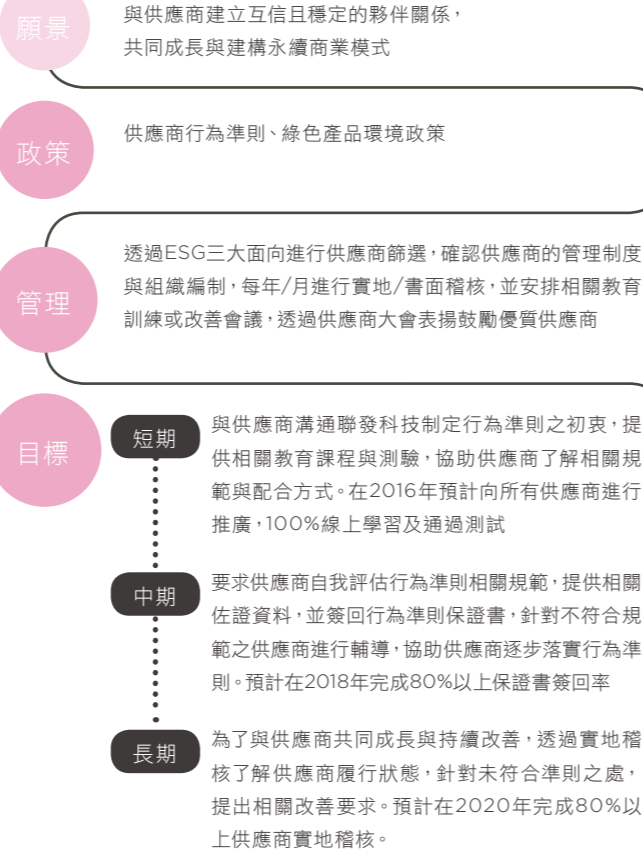 願景
與供應商建立互信且穩定的夥伴關係，
共同成長與建構永續商業模式
政策
供應商行為準則、綠色產品環境政策
管理
透過ESG三大面向進行供應商篩選，確認供應商的管理制度
與組織編制，每年/月進行實地/書面稽核，並安排相關教育
訓練或改善會議，透過供應商大會表揚鼓勵優質供應商
目標
短期
與供應商溝通聯發科技制定行為準則之初衷，提
供相關教育課程與測驗，協助供應商了解相關規
範與配合方式。在2016年預計向所有供應商進行
推廣，100%線上學習及通過測試
中期
要求供應商自我評估行為準則相關規範，提供相關
佐證資料，並簽回行為準則保證書，針對不符合規
範之供應商進行輔導，協助供應商逐步落實行為準
則。預計在2018年完成80%以上保證書簽回率
長期
為了與供應商共同成長與持續改善，透過實地稽
核了解供應商履行狀態，針對未符合準則之處，
提出相關改善要求。預計在2020年完成80%以
上供應商實地稽核。